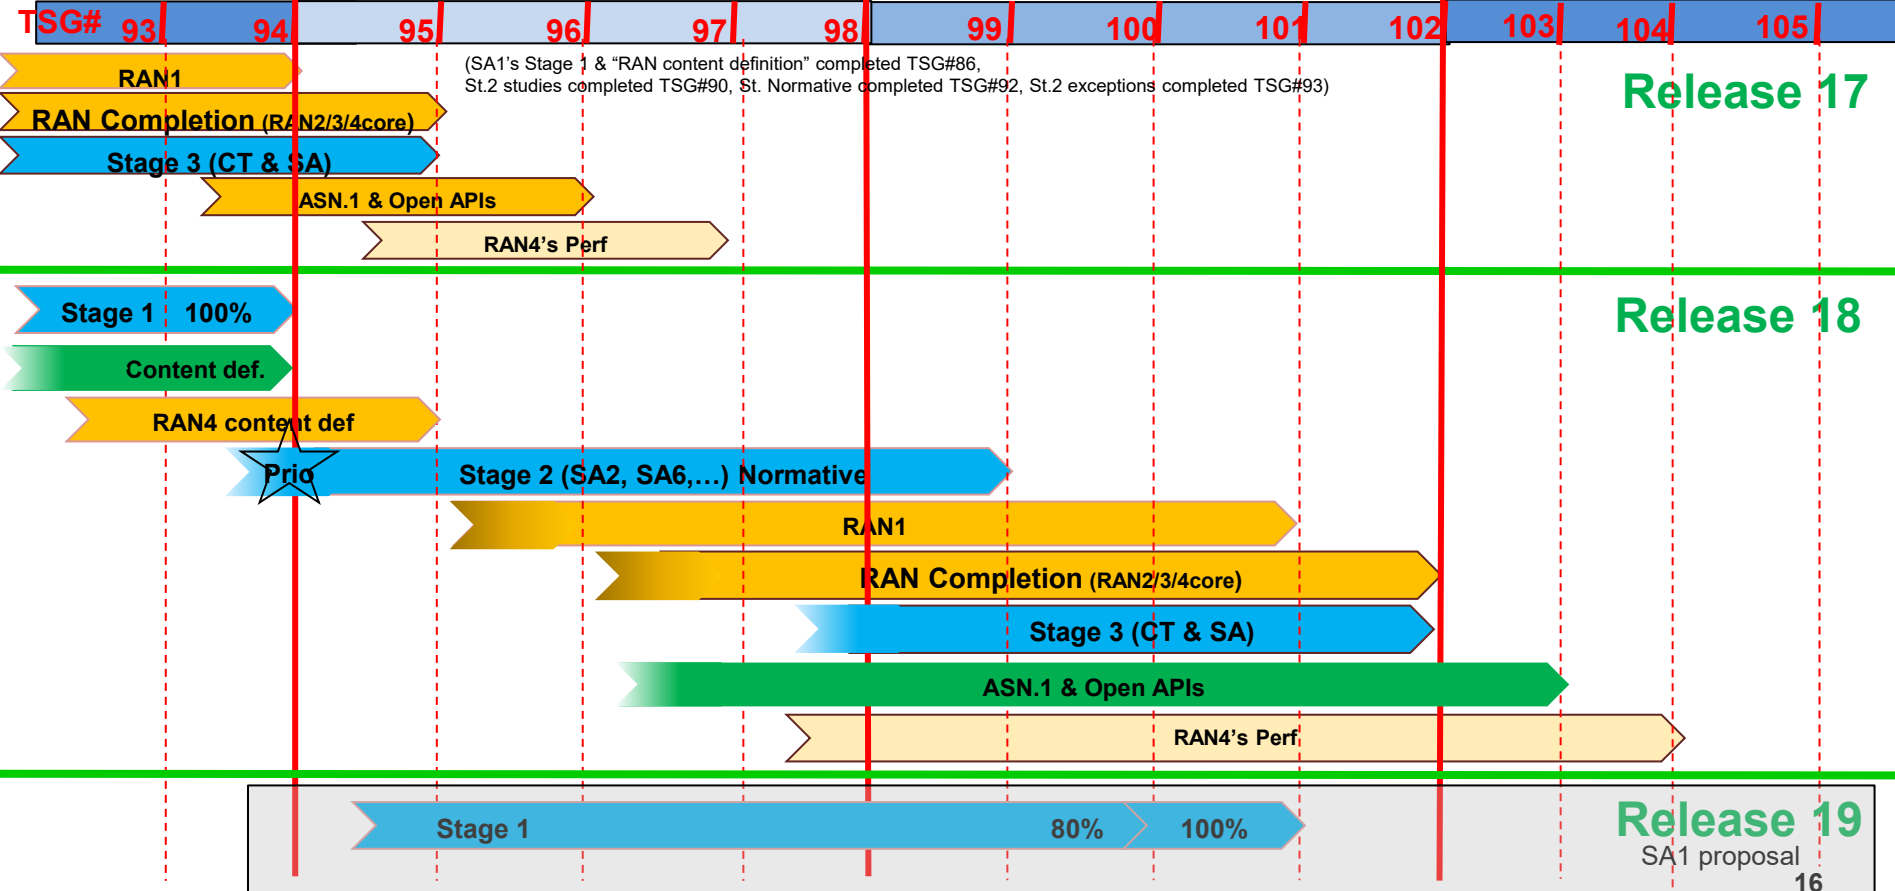 TSG# 93 94 95 96 97 98 99 100 101 102 103 104 105
(SA1's Stage 1 & “RAN content definition” completed TSG#86,
St.2 studies completed TSG#90, St. Normative completed TSG#92, St.2 exceptions completed TSG#93)
Release 17
RAN1
RAN Completion (RAN2/3/4core)
Stage 3 (CT & SA)
ASN.1 & Open APIs
RAN4’s Perf
Release 18
Stage 1 100%
Content def.
RAN4 content def
Prio Stage 2 (SA2, SA6,…) Normative
RAN1
RAN Completion (RAN2/3/4core)
Stage 3 (CT & SA)
ASN.1 & Open APIs
RAN4’s Perf
Release 19
Stage 1 80% 100%
SA1 proposal
16